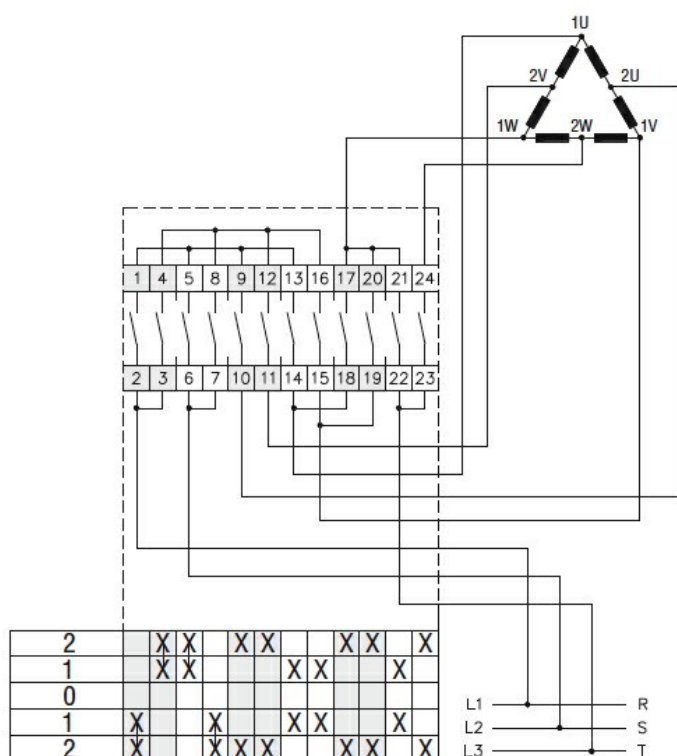 1U
2V 2U
1W 2W 1V
1 4 5 8 9 12 13 16 17 20 21 24
2 3 6 7 10 11 14 15 18 19 22 23
2 X X X X X X X
1 X X X X X
0
1 X X X X X
L1 R
L2 S
2 X X X X X X X
L3 T